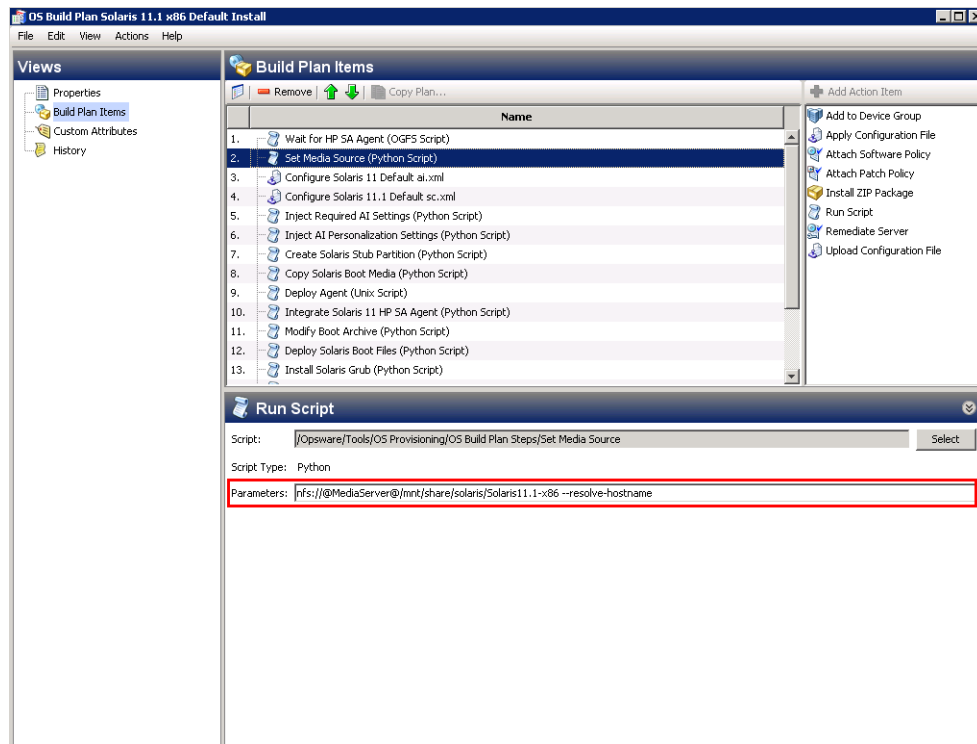 OS Build Plan Solaris 11.1 x86 Default Install
File Edit View Actions Help
Views
Properties
Build Plan Items
Custom Attributes
History
Build Plan Items
Remove Copy Plan...
Name
1. Wait for HP SA Agent (OGFS Script)
2. Set Media Source (Python Script)
3. Configure Solaris 11 Default ai.xml
4. Configure Solaris 11.1 Default sc.xml
5. Inject Required AI Settings (Python Script)
6. Inject AI Personalization Settings (Python Script)
7. Create Solaris Stub Partition (Python Script)
8. Copy Solaris Boot Media (Python Script)
9. Deploy Agent (Unix Script)
10. Integrate Solaris 11 HP SA Agent (Python Script)
11. Modify Boot Archive (Python Script)
12. Deploy Solaris Boot Files (Python Script)
13. Install Solaris Grub (Python Script)
Add Action Item
Add to Device Group
Apply Configuration File
Attach Software Policy
Attach Patch Policy
Install ZIP Package
Run Script
Remediate Server
Upload Configuration File
Run Script
Script: /Opsware/Tools/OS Provisioning/OS Build Plan Steps/Set Media Source Select
Script Type: Python
Parameters: nfs://@MediaServer@/mnt/share/solaris/Solaris11.1-x86 --resolve-hostname